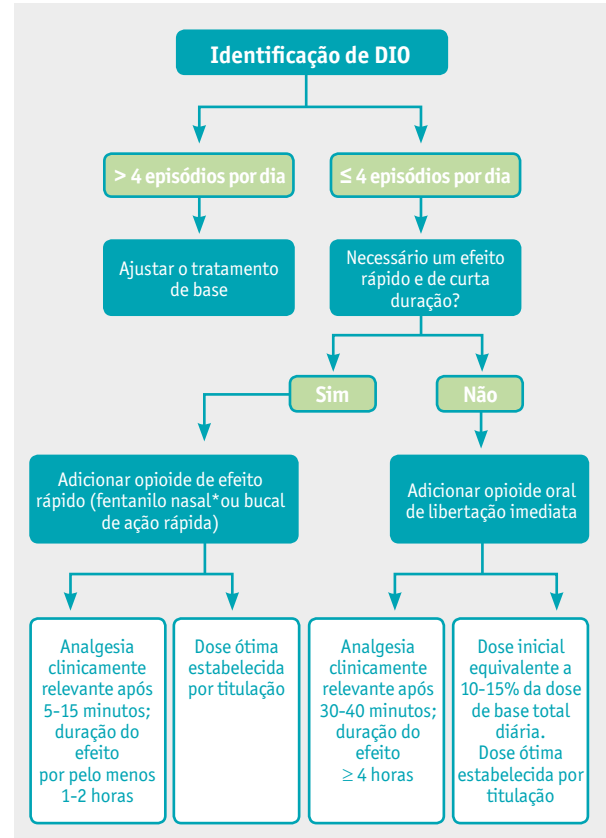 Identificação de DIO
> 4 episódios por dia
≤ 4 episódios por dia
Ajustar o tratamento
de base
Necessário um efeito
rápido e de curta
duração?
Sim
Não
Adicionar opioide de efeito
rápido (fentanilo nasal*ou bucal
de ação rápida)
Adicionar opioide oral
de libertação imediata
Analgesia
clinicamente
relevante após
5-15 minutos;
duração do
efeito
por pelo menos
1-2 horas
Dose ótima
estabelecida
por titulação
Analgesia
clinicamente
relevante após
30-40 minutos;
duração do
efeito
≥ 4 horas
Dose inicial
equivalente a
10-15% da dose
de base total
diária.
Dose ótima
estabelecida por
titulação